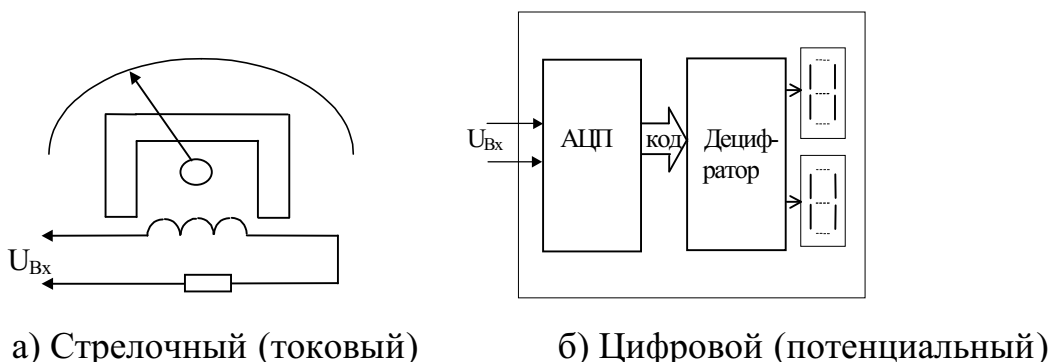 U_Вх
а) Стрелочный (токовый)
U_Вх
АЦП
код
Дециф-
ратор
б) Цифровой (потенциальный)